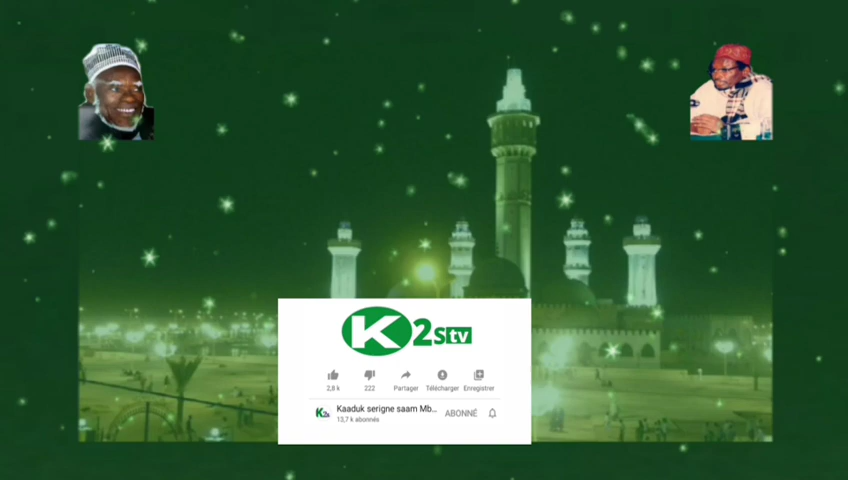 K2stv
2,8 k 222 Partager Télécharger Enregistrer
K2s
Kaaduk serigne saam Mb...
ABONNÉ
13,7 k abonnés